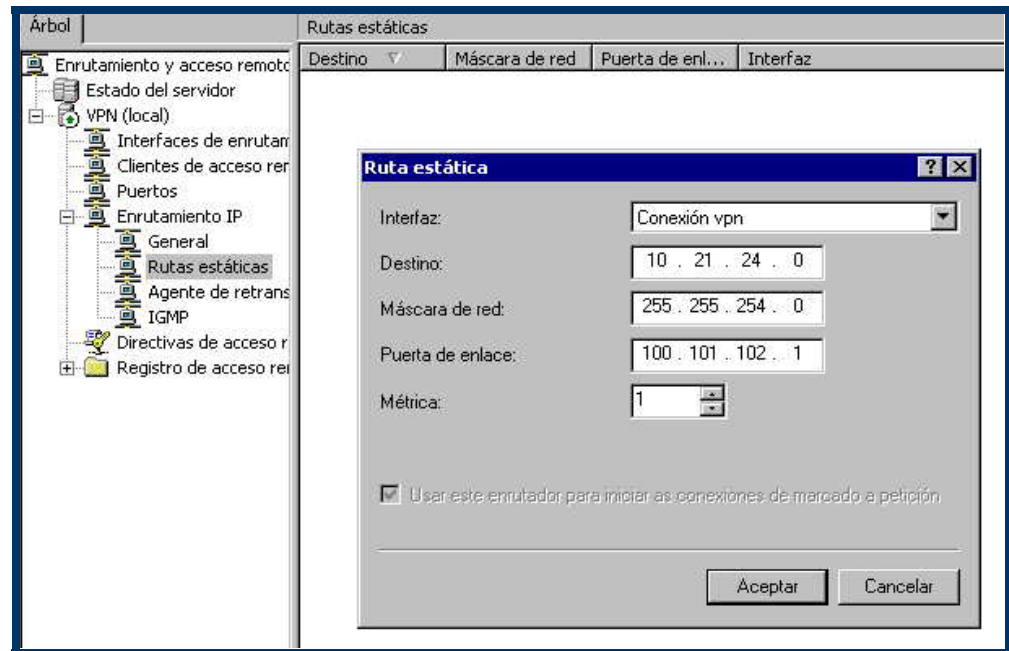 Árbol
Rutas estáticas
Destino
Máscara de red
Puerta de enl...
Interfaz
Enrutamiento y acceso remoto
Estado del servidor
VPN (local)
Interfaces de enrutam
Clientes de acceso rem
Puertos
Enrutamiento IP
General
Rutas estáticas
Agente de retrans
IGMP
Directivas de acceso r
Registro de acceso rem
Ruta estática
Interfaz: Conexión vpn
Destino: 10 . 21 . 24 . 0
Máscara de red: 255 . 255 . 254 . 0
Puerta de enlace: 100 . 101 . 102 . 1
Métrica: 1
Usar este enrutador para iniciar as conexiones de marcado a petición
Aceptar
Cancelar